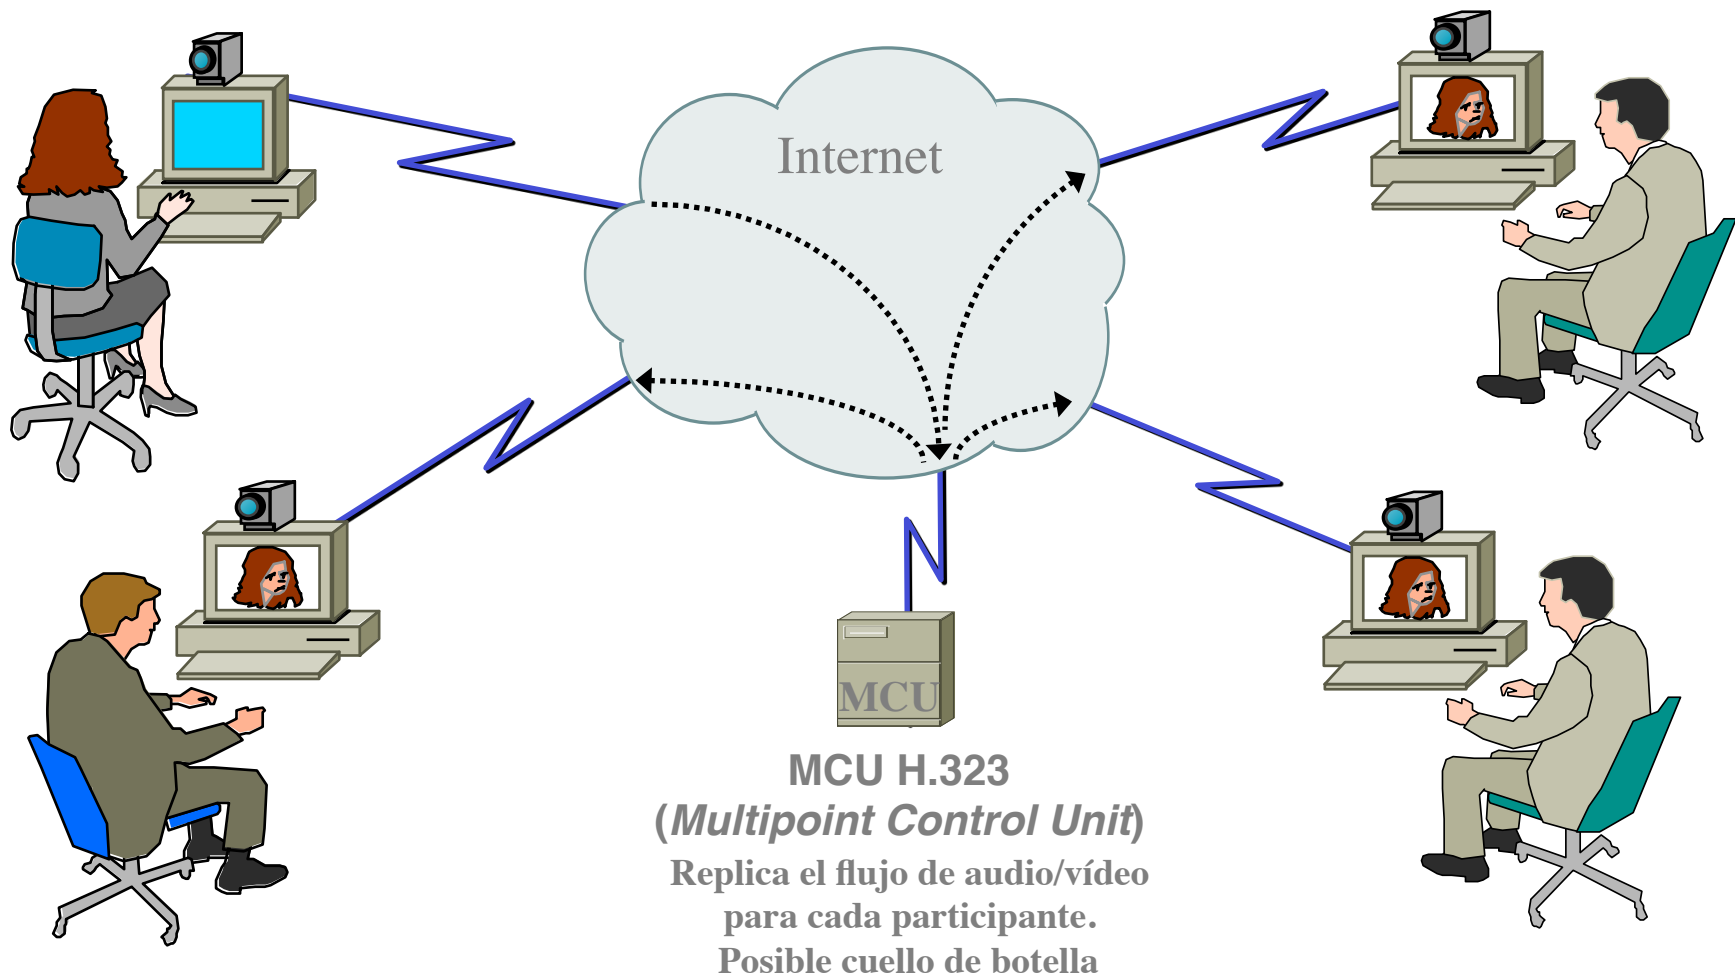 Internet
MCU
MCU H.323
(Multipoint Control Unit)
Replica el flujo de audio/vídeo
para cada participante.
Posible cuello de botella